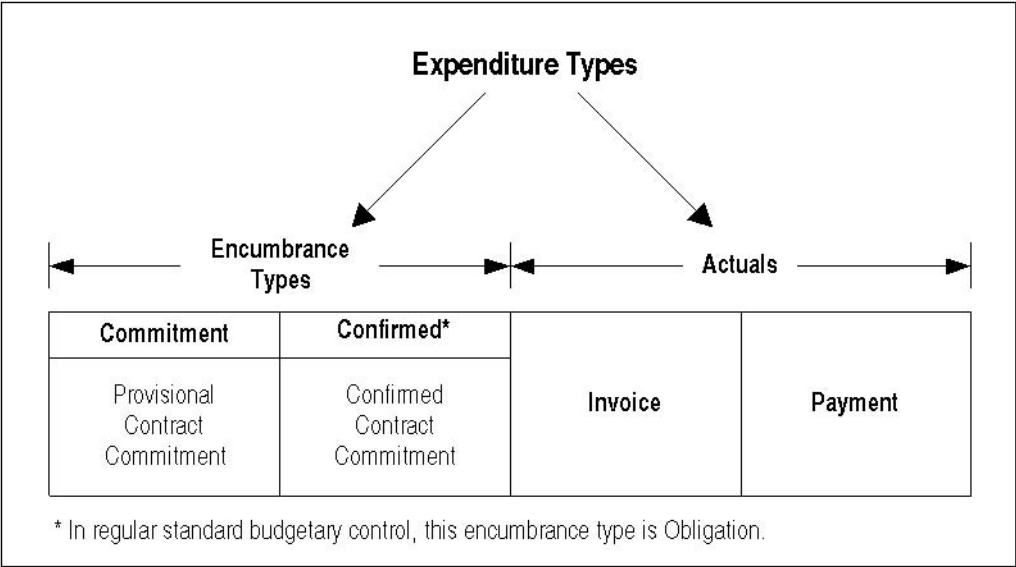 Expenditure Types
Encumbrance
Types
Actuals
Commitment
Confirmed*
Provisional
Contract
Commitment
Confirmed
Contract
Commitment
Invoice
Payment
* In regular standard budgetary control, this encumbrance type is Obligation.